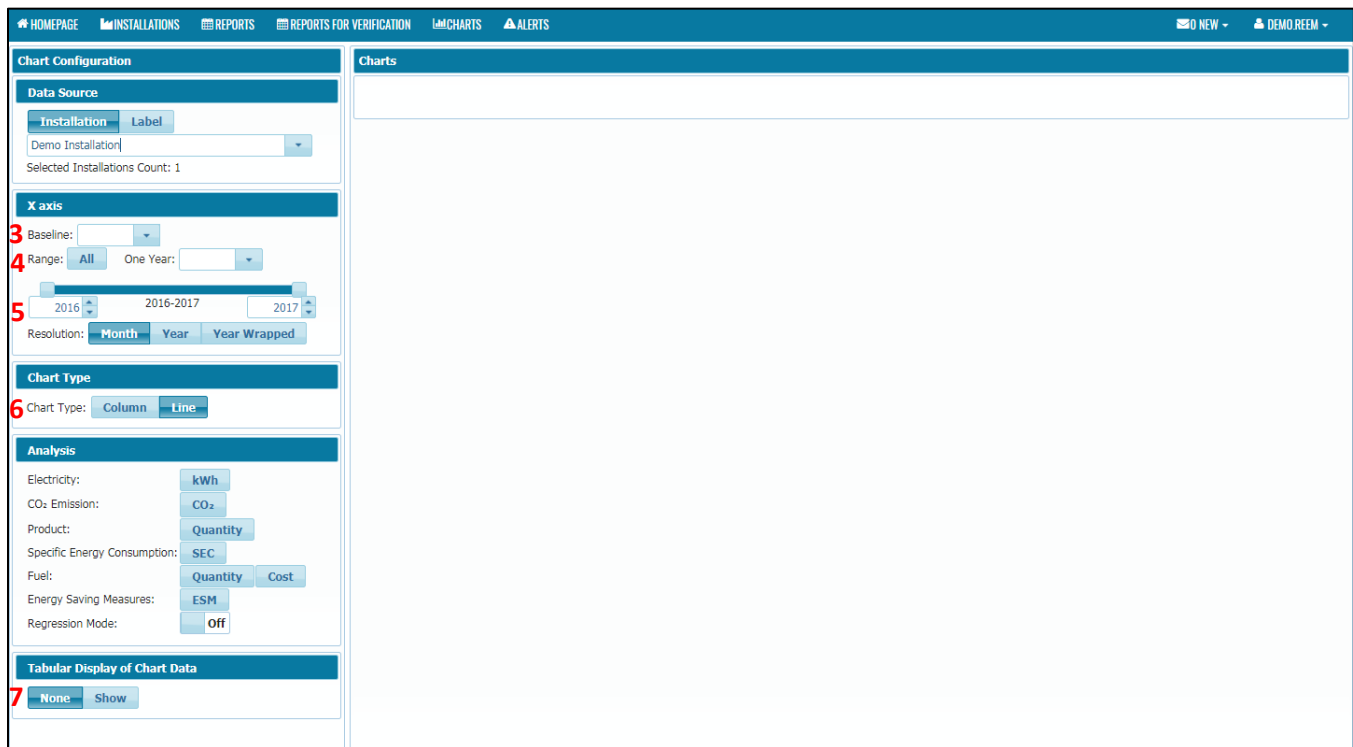 HOMEPAGE INSTALLATIONS REPORTS REPORTS FOR VERIFICATION CHARTS ALERTS 0 NEW DEMO.REEM
Chart Configuration
Data Source
Installation Label
Demo Installation
Selected Installations Count: 1
X axis
3 Baseline:
4 Range: All One Year:
2016-2017
5 2016 2017
Resolution: Month Year Year Wrapped
Chart Type
6 Chart Type: Column Line
Analysis
Electricity: kWh
CO₂ Emission: CO₂
Product: Quantity
Specific Energy Consumption: SEC
Fuel: Quantity Cost
Energy Saving Measures: ESM
Regression Mode: Off
Tabular Display of Chart Data
7 None Show
Charts